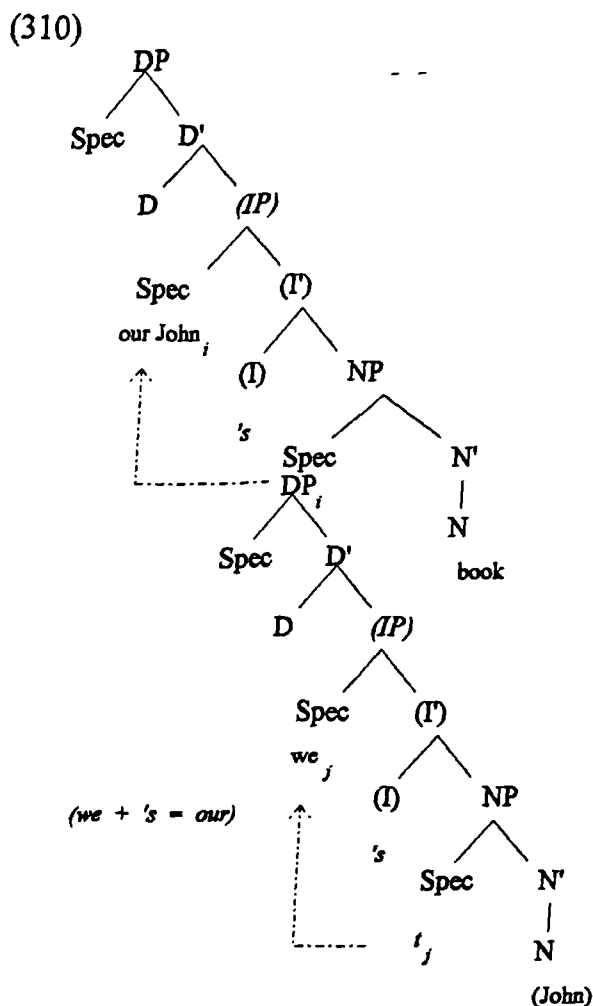 (310)
DP
Spec D'
D (IP)
Spec (I')
our John i
(I) NP
's
Spec N'
DP i N
Spec D' book
D (IP)
Spec (I')
we j
(we + 's = our) (I) NP
's
Spec N'
t j N
(John)